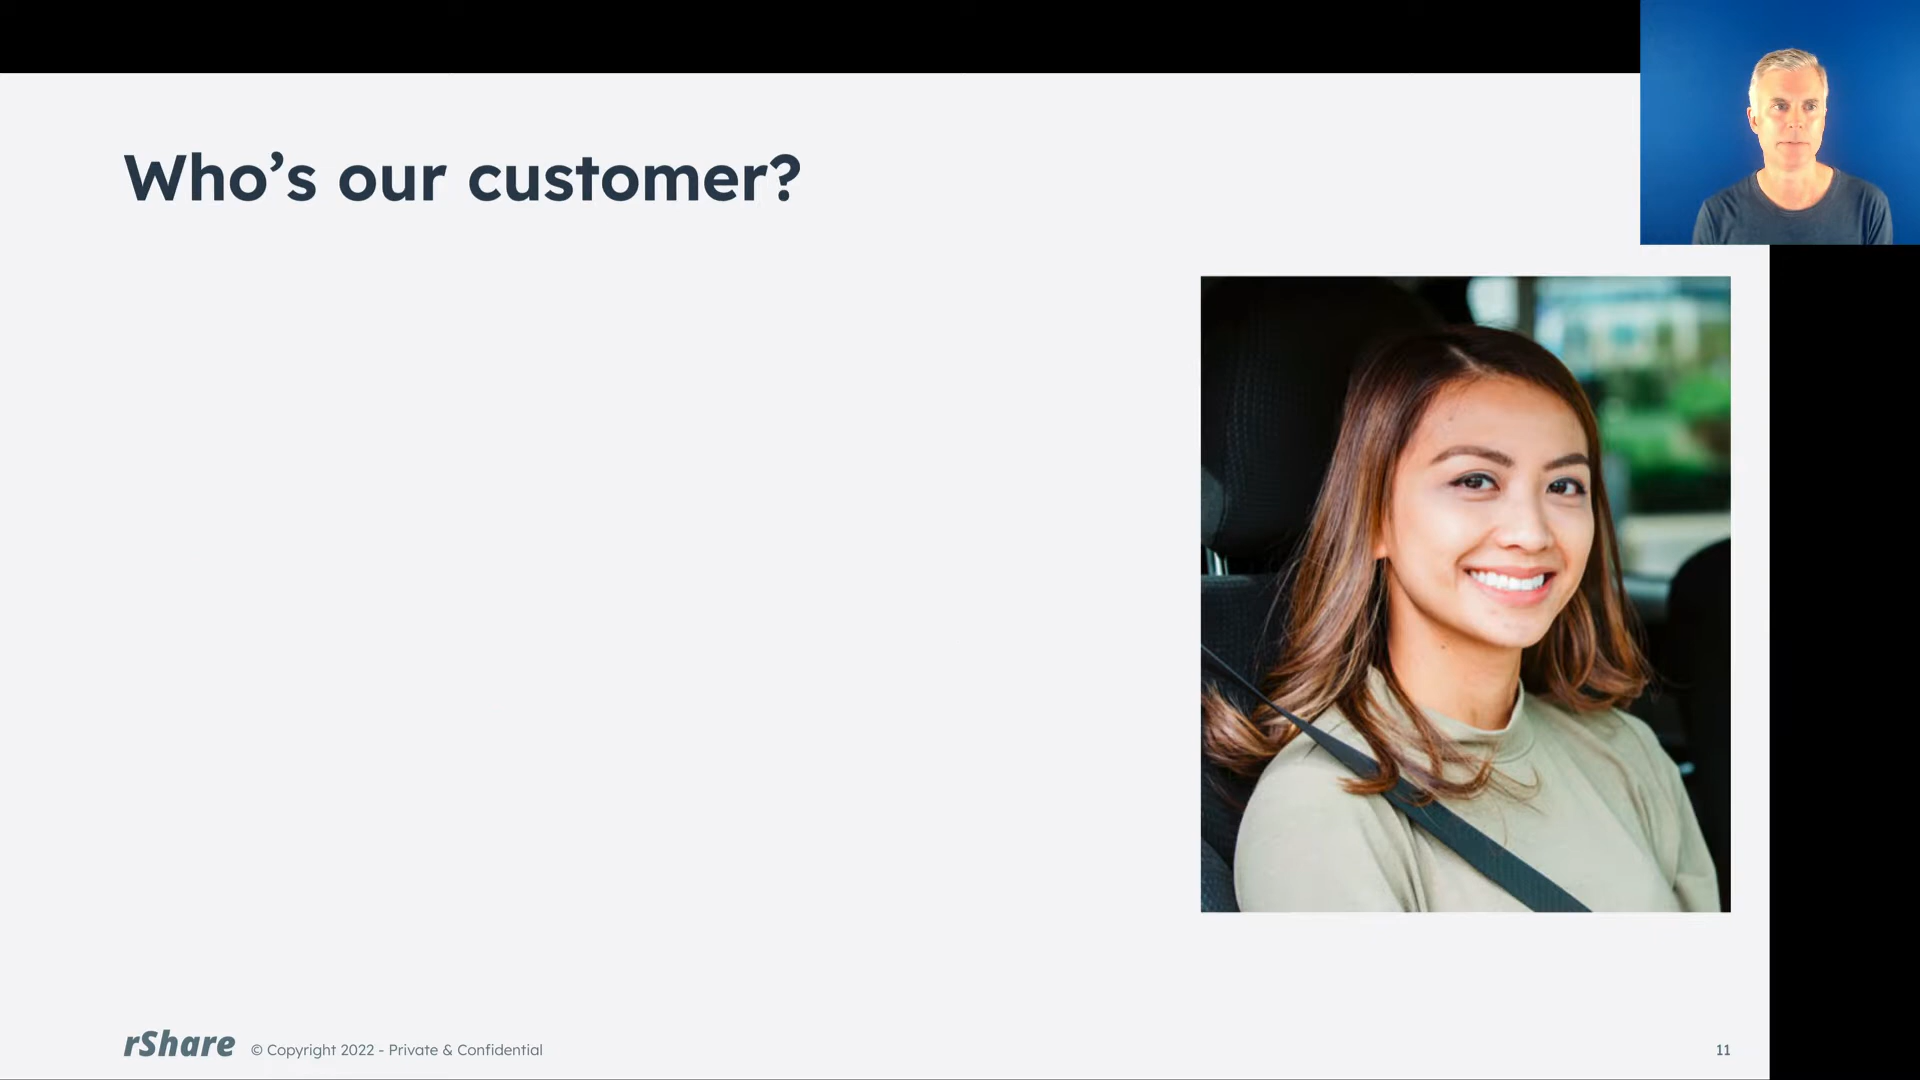 Who’s our customer?
rShare © Copyright 2022 - Private & Confidential
11